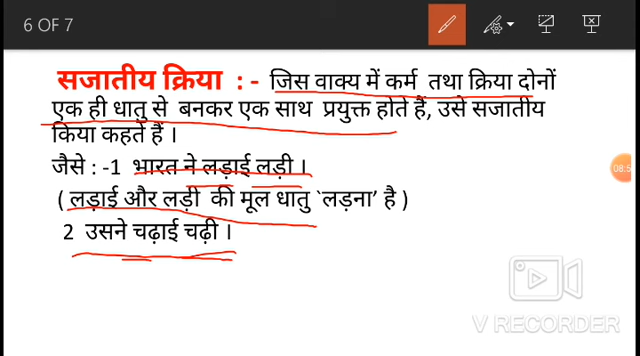 6 OF 7
सजातीय क्रिया : - जिस वाक्य में कर्म तथा क्रिया दोनों
एक ही धातु से बनकर एक साथ प्रयुक्त होते हैं, उसे सजातीय
किया कहते हैं ।
जैसे : -1 भारत ने लड़ाई लड़ी ।
( लड़ाई और लड़ी की मूल धातु `लड़ना’ है )
2 उसने चढ़ाई चढ़ी ।
V RECORDER